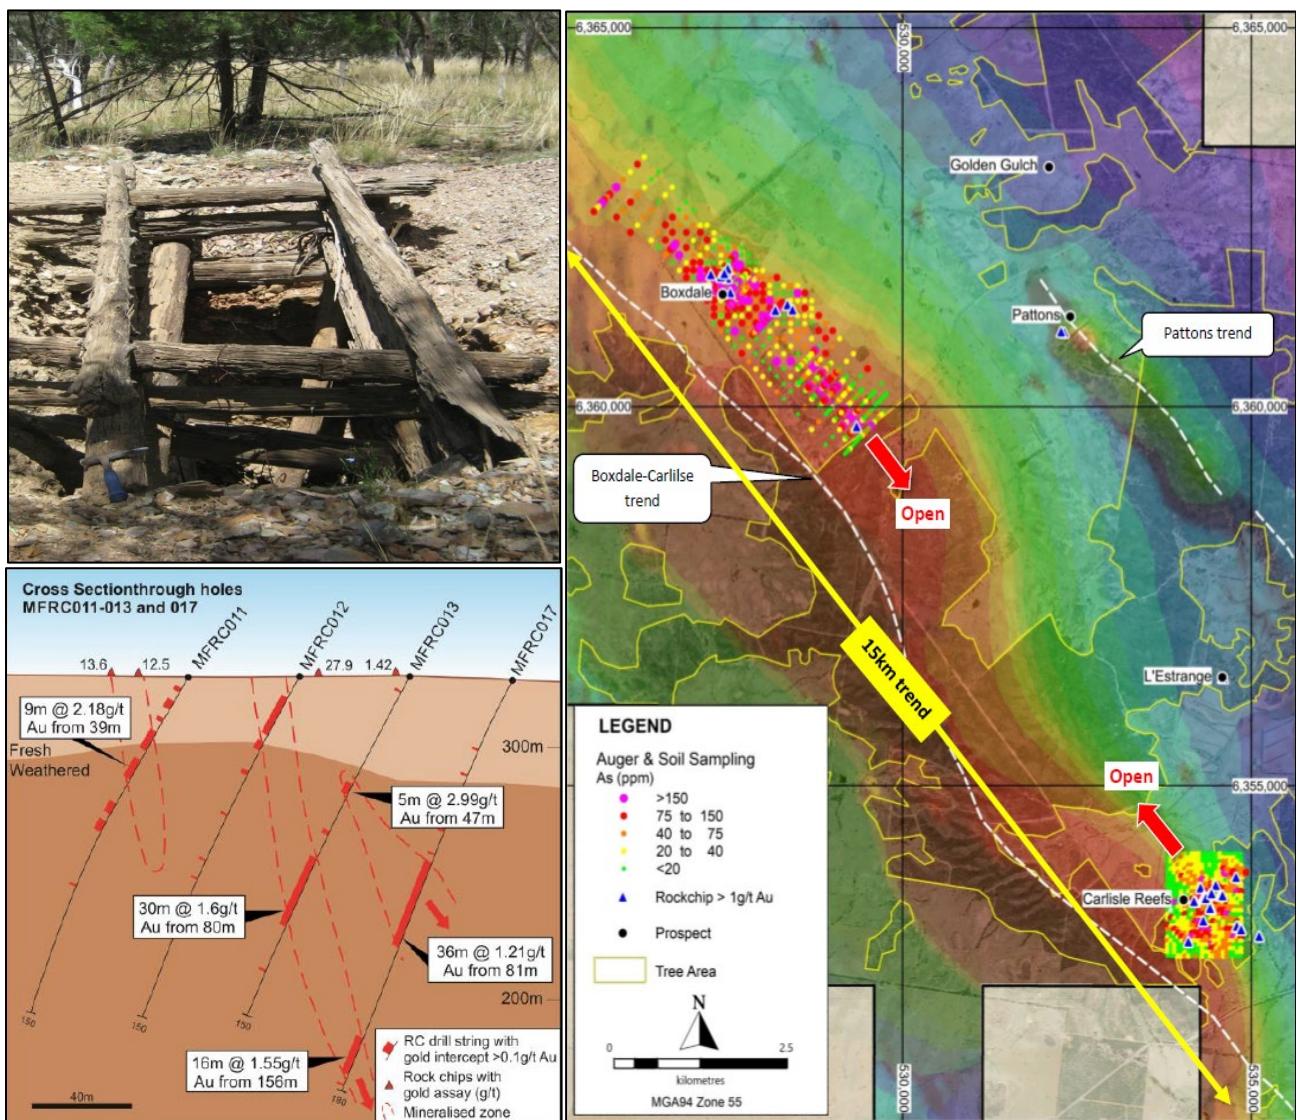 Cross Sectionthrough holes
MFRC011-013 and 017
MFRC011
MFRC012
MFRC013
MFRC017
13.6
12.5
27.9
1.42
9m @ 2.18g/t
Au from 39m
Fresh
Weathered
300m
5m @ 2.99g/t
Au from 47m
30m @ 1.6g/t
Au from 80m
36m @ 1.21g/t
Au from 81m
200m
16m @ 1.55g/t
Au from 156m
150
150
150
180
40m
RC drill string with
gold intercept >0.1g/t Au
Rock chips with
gold assay (g/t)
Mineralised zone
6,365,000
530,000
6,365,000
Golden Gulch
Boxdale
Pattons
Pattons trend
6,360,000
6,360,000
Boxdale-Carlilse
trend
Open
15km trend
L'Estrange
Open
6,355,000
Carlisle Reefs
LEGEND
Auger & Soil Sampling
As (ppm)
>150
75 to 150
40 to 75
20 to 40
<20
Rockchip > 1g/t Au
Prospect
Tree Area
N
0 2.5
kilometres
MGA94 Zone 55
530,000
535,000